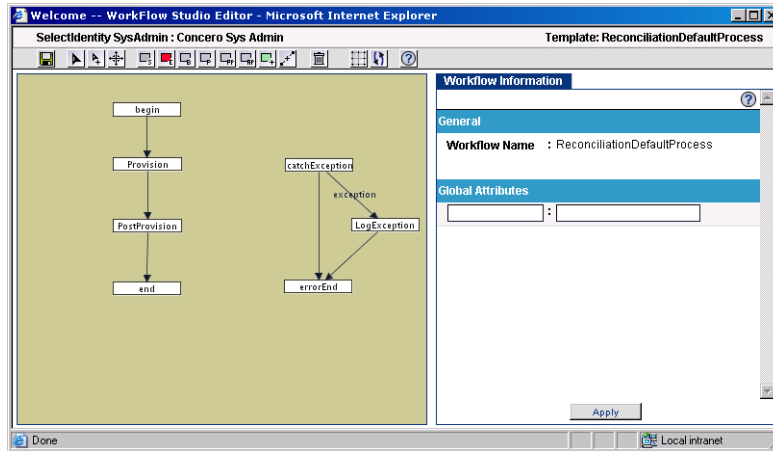 Welcome -- WorkFlow Studio Editor - Microsoft Internet Explorer
SelectIdentity SysAdmin : Concero Sys Admin
Template: ReconciliationDefaultProcess
begin
Provision
PostProvision
end
catchException
exception
LogException
errorEnd
Workflow Information
General
Workflow Name : ReconciliationDefaultProcess
Global Attributes
:
Apply
Done
Local intranet